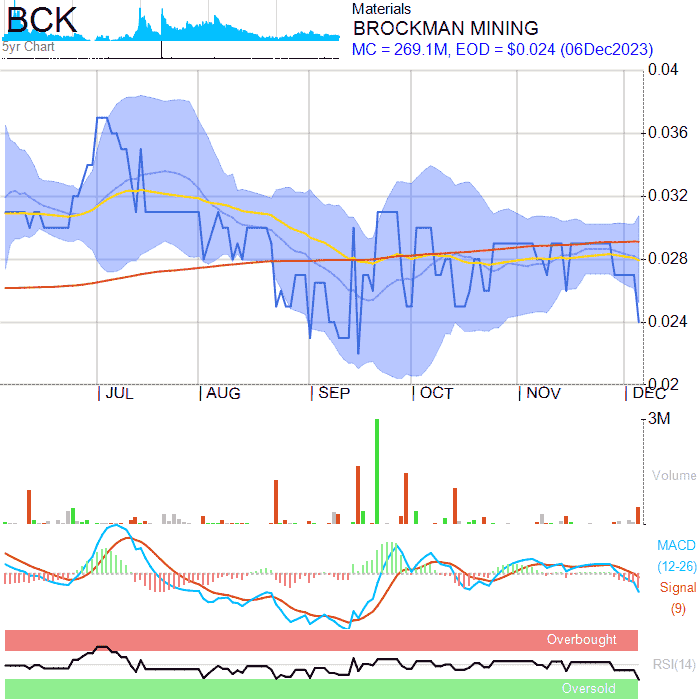 BCK
5yr Chart
Materials
BROCKMAN MINING
MC = 269.1M, EOD = $0.024 (06Dec2023)
0.04
0.036
0.032
0.028
0.024
0.02
JUL
AUG
SEP
OCT
NOV
DEC
3M
Volume
MACD
(12-26)
Signal
(9)
Overbought
RSI(14)
Oversold